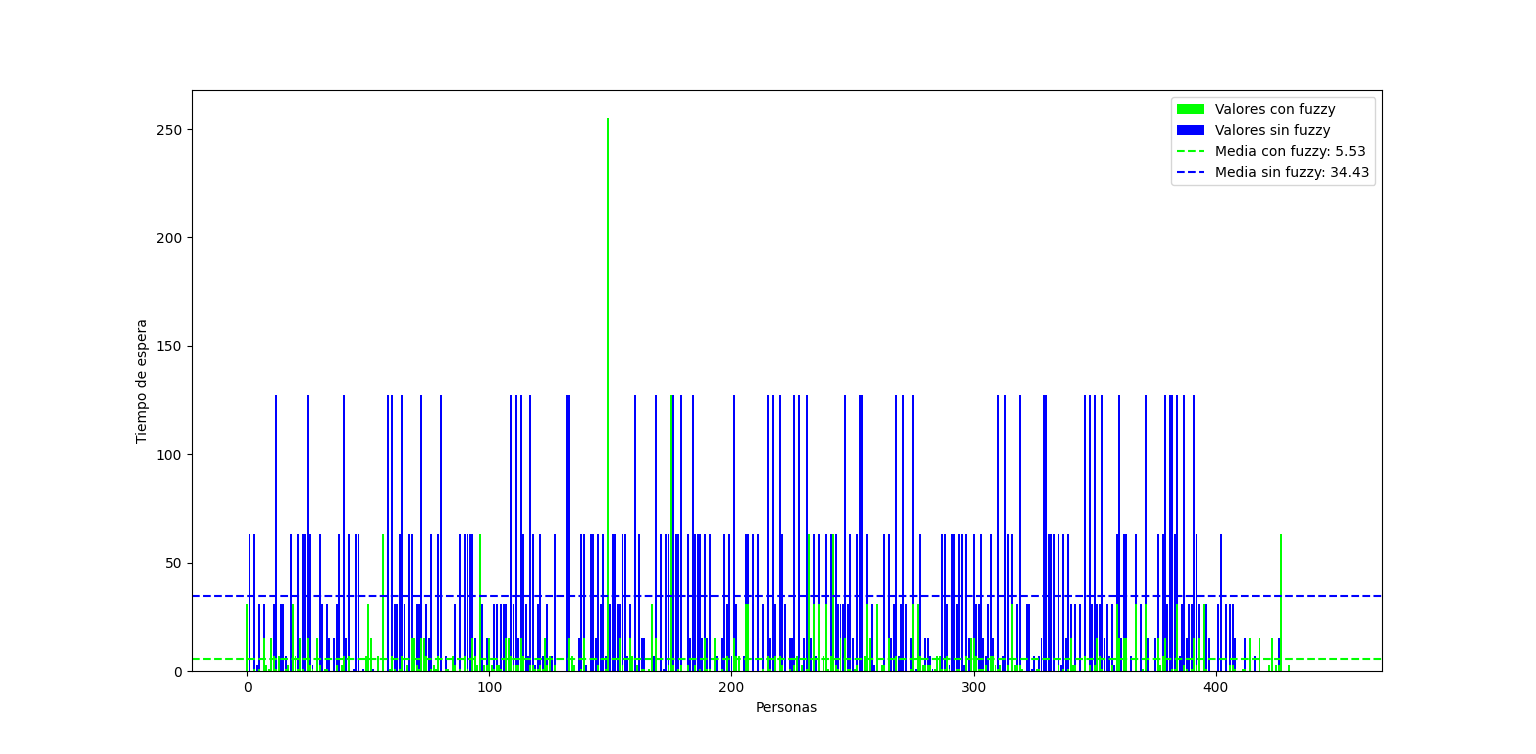 Valores con fuzzy
Valores sin fuzzy
Media con fuzzy: 5.53
Media sin fuzzy: 34.43
250
200
150
100
50
0
Tiempo de espera
0 100 200 300 400
Personas